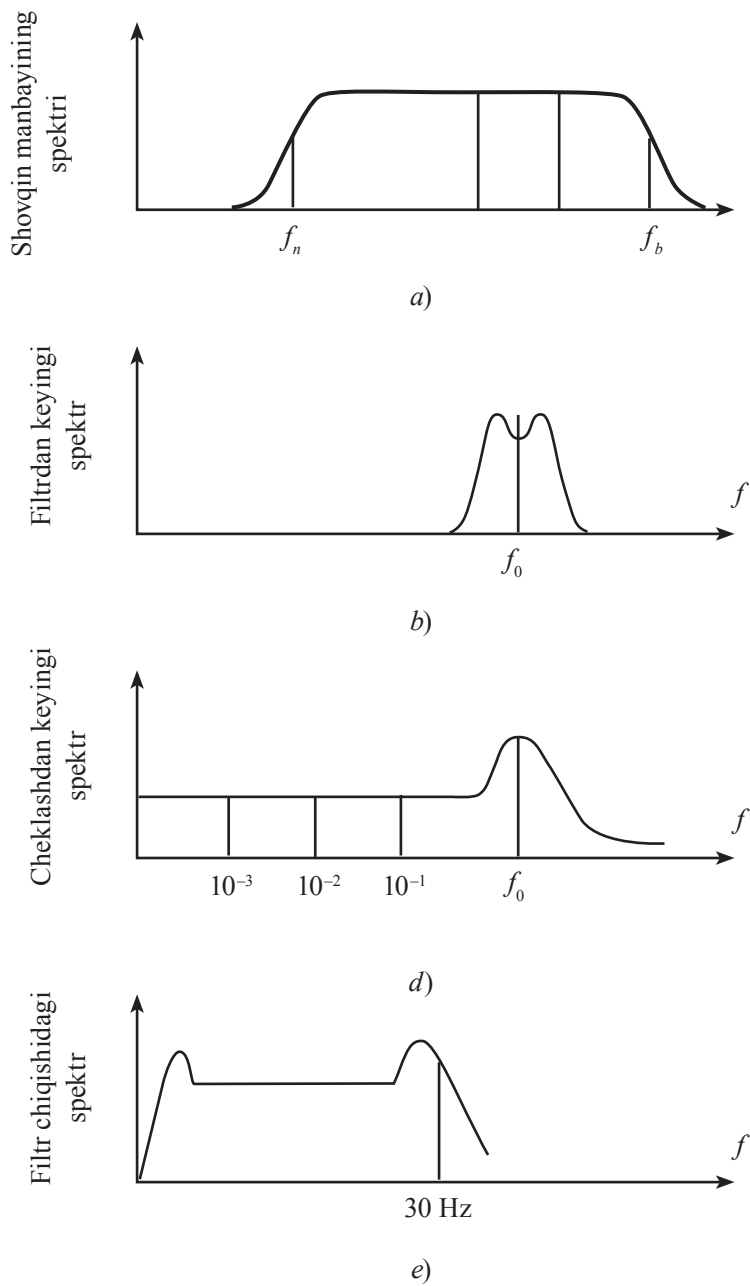 Shovqin manbayining
spektri
f_n
f_b
a)
Filtrdan keyingi
spektr
f
f_0
b)
Cheklashdan keyingi
spektr
f
10^–3
10^–2
10^–1
f_0
d)
Filtr chiqishidagi
spektr
f
30 Hz
e)